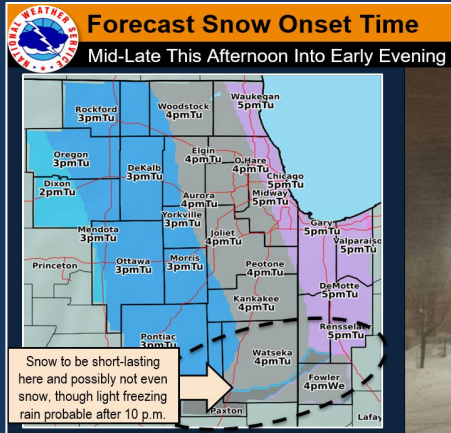 NATIONAL WEATHER SERVICE
Forecast Snow Onset Time
Mid-Late This Afternoon Into Early Evening
Rockford
3pmTu
Woodstock
4pmTu
Waukegan
5pmTu
Oregon
3pmTu
Dixon
2pmTu
DeKalb
3pmTu
Elgin
4pmTu
O'Hare
4pmTu
Chicago
5pmTu
Midway
5pmTu
Aurora
4pmTu
Yorkville
3pmTu
Mendota
3pmTu
Joliet
4pmTu
Gary
5pmTu
Valparaiso
5pmTu
Princeton
Ottawa
3pmTu
Morris
3pmTu
Peotone
4pmTu
DeMotte
5pmTu
Kankakee
4pmTu
Rensselae
5pmTu
Pontiac
3pmTu
Watseka
4pmTu
Fowler
4pmWe
Paxton
Lafay
Snow to be short-lasting
here and possibly not even
snow, though light freezing
rain probable after 10 p.m.